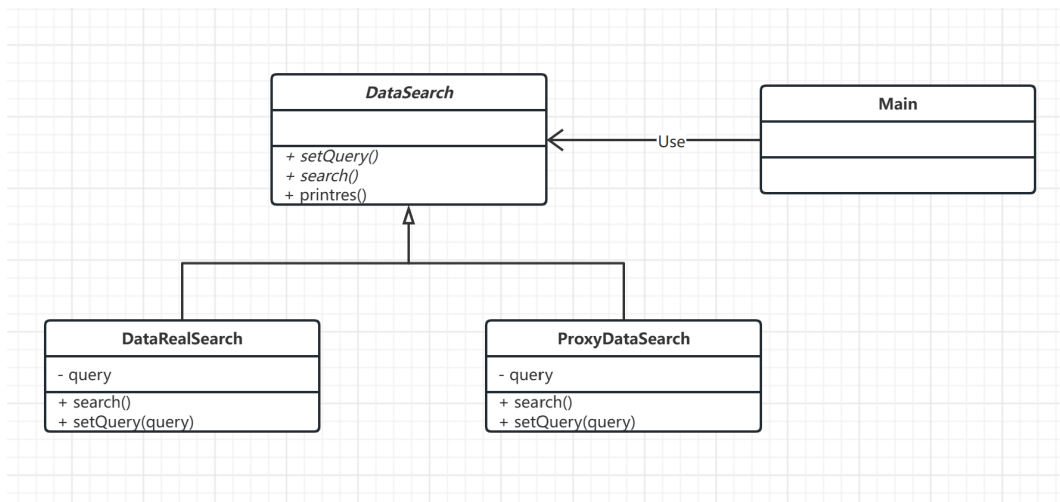 DataSearch
+ setQuery()
+ search()
+ printres()
Main
Use
DataRealSearch
- query
+ search()
+ setQuery(query)
ProxyDataSearch
- query
+ search()
+ setQuery(query)